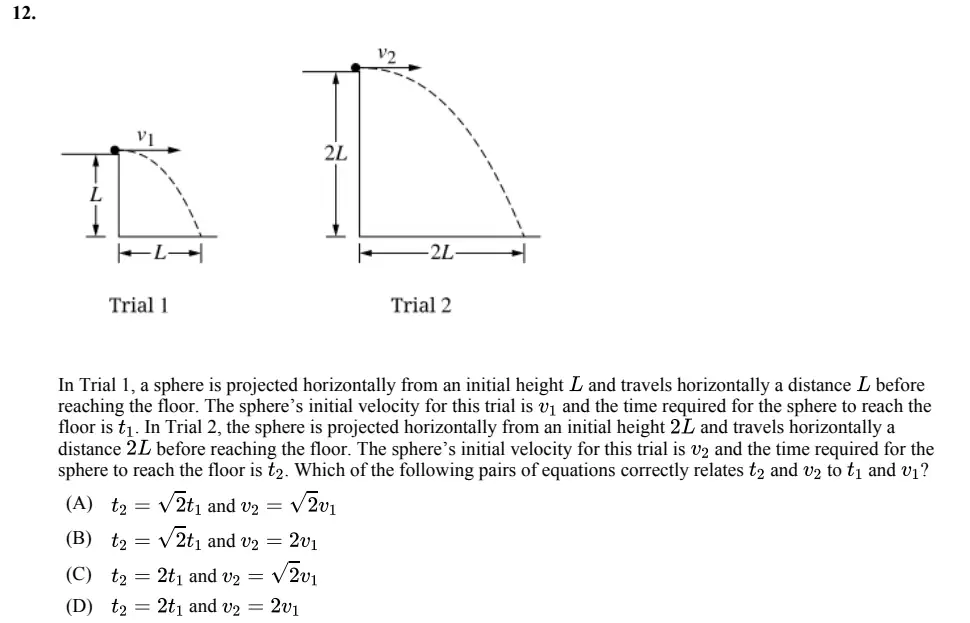 12.
v1
v2
L
2L
L
2L
Trial 1
Trial 2
In Trial 1, a sphere is projected horizontally from an initial height L and travels horizontally a distance L before
reaching the floor. The sphere’s initial velocity for this trial is v₁ and the time required for the sphere to reach the
floor is t₁. In Trial 2, the sphere is projected horizontally from an initial height 2L and travels horizontally a
distance 2L before reaching the floor. The sphere’s initial velocity for this trial is v₂ and the time required for the
sphere to reach the floor is t₂. Which of the following pairs of equations correctly relates t₂ and v₂ to t₁ and v₁?
(A) t₂ = √2t₁ and v₂ = √2v₁
(B) t₂ = √2t₁ and v₂ = 2v₁
(C) t₂ = 2t₁ and v₂ = √2v₁
(D) t₂ = 2t₁ and v₂ = 2v₁